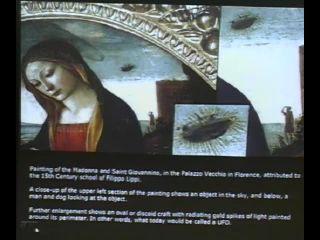 Painting of the Madonna and Saint Giovannino, in the Palazzo Vecchio in Florence, attributed to
the 15th Century school of Filippo Lippi.
A close-up of the upper left section of the painting shows an object in the sky, and below, a
man and dog looking at the object.
Further enlargement shows an oval or discoid craft with radiating gold spikes of light painted
around its perimeter. In other words, what today would be called a UFO.